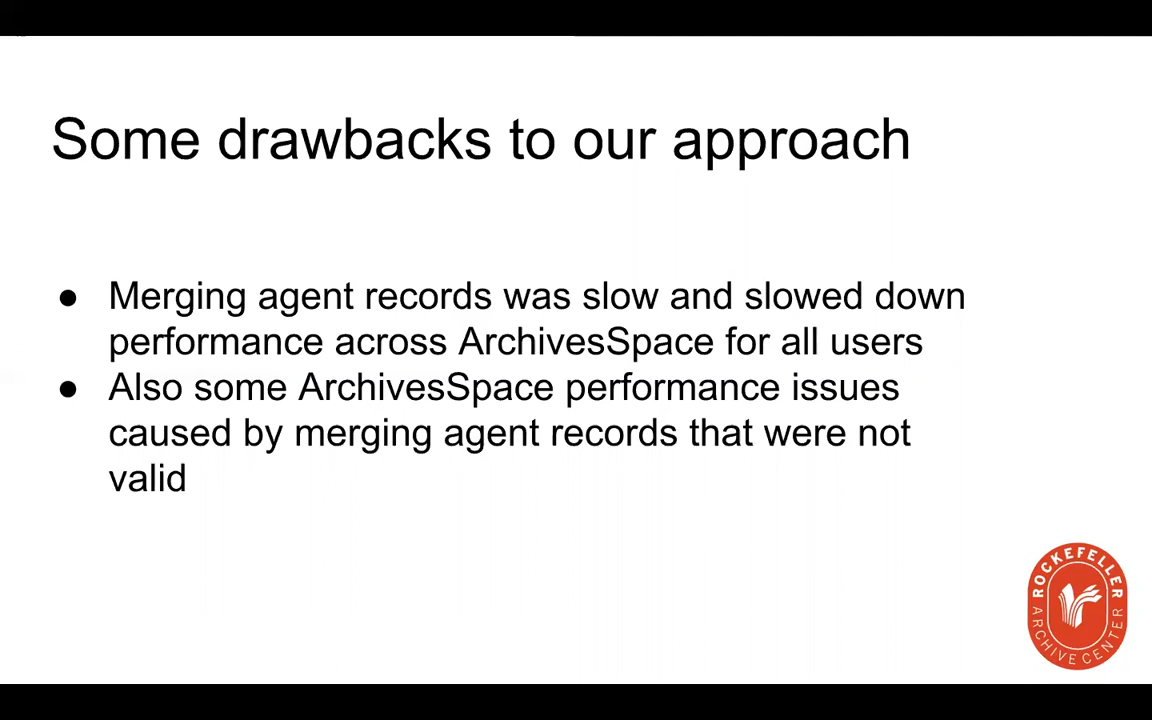 Some drawbacks to our approach
● Merging agent records was slow and slowed down
performance across ArchivesSpace for all users
● Also some ArchivesSpace performance issues
caused by merging agent records that were not
valid
ROCKEFELLER
ARCHIVE CENTER